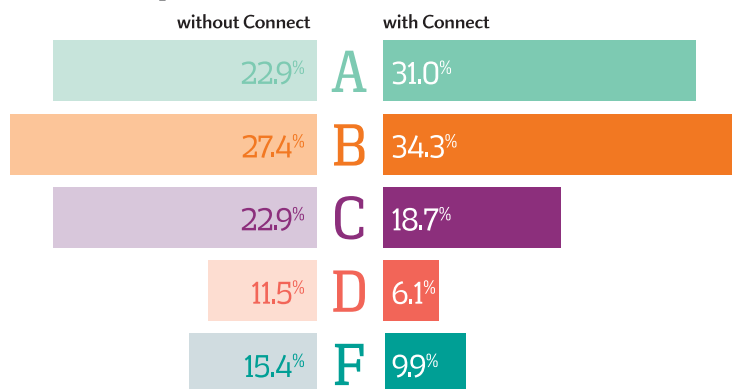 without Connect with Connect
22.9% A 31.0%
27.4% B 34.3%
22.9% C 18.7%
11.5% D 6.1%
15.4% F 9.9%